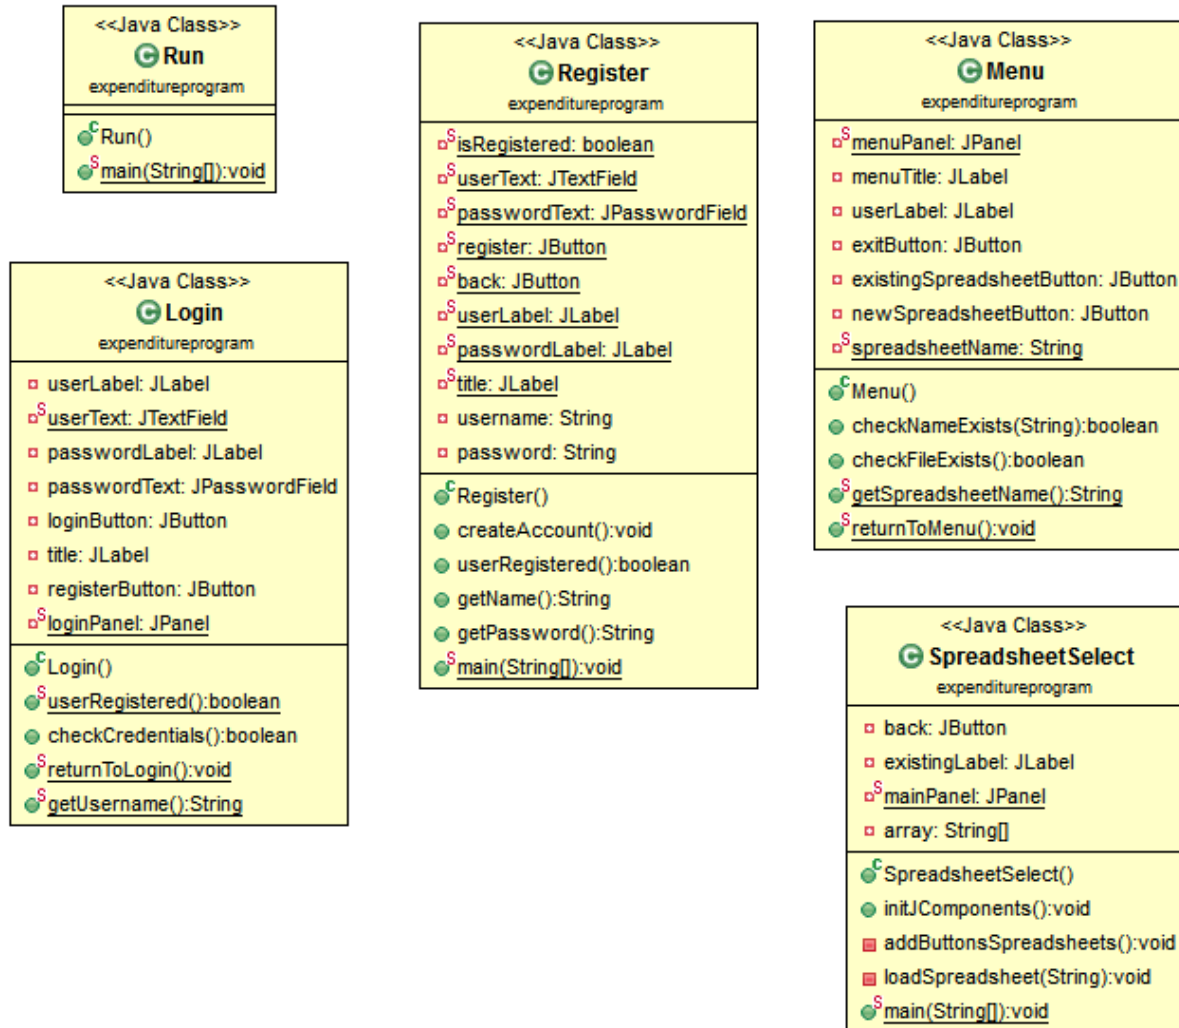 <<Java Class>>
Run
expenditureprogram
Run()
main(String[]):void
<<Java Class>>
Login
expenditureprogram
userLabel: JLabel
userText: JTextField
passwordLabel: JLabel
passwordText: JPasswordField
loginButton: JButton
title: JLabel
registerButton: JButton
loginPanel: JPanel
Login()
userRegistered():boolean
checkCredentials():boolean
returnToLogin():void
getUsername():String
<<Java Class>>
Register
expenditureprogram
isRegistered: boolean
userText: JTextField
passwordText: JPasswordField
register: JButton
back: JButton
userLabel: JLabel
passwordLabel: JLabel
title: JLabel
username: String
password: String
Register()
createAccount():void
userRegistered():boolean
getName():String
getPassword():String
main(String[]):void
<<Java Class>>
Menu
expenditureprogram
menuPanel: JPanel
menuTitle: JLabel
userLabel: JLabel
exitButton: JButton
existingSpreadsheetButton: JButton
newSpreadsheetButton: JButton
spreadsheetName: String
Menu()
checkNameExists(String):boolean
checkFileExists():boolean
getSpreadsheetName():String
returnToMenu():void
<<Java Class>>
SpreadsheetSelect
expenditureprogram
back: JButton
existingLabel: JLabel
mainPanel: JPanel
array: String[]
SpreadsheetSelect()
initJComponents():void
addButtonsSpreadsheets():void
loadSpreadsheet(String):void
main(String[]):void